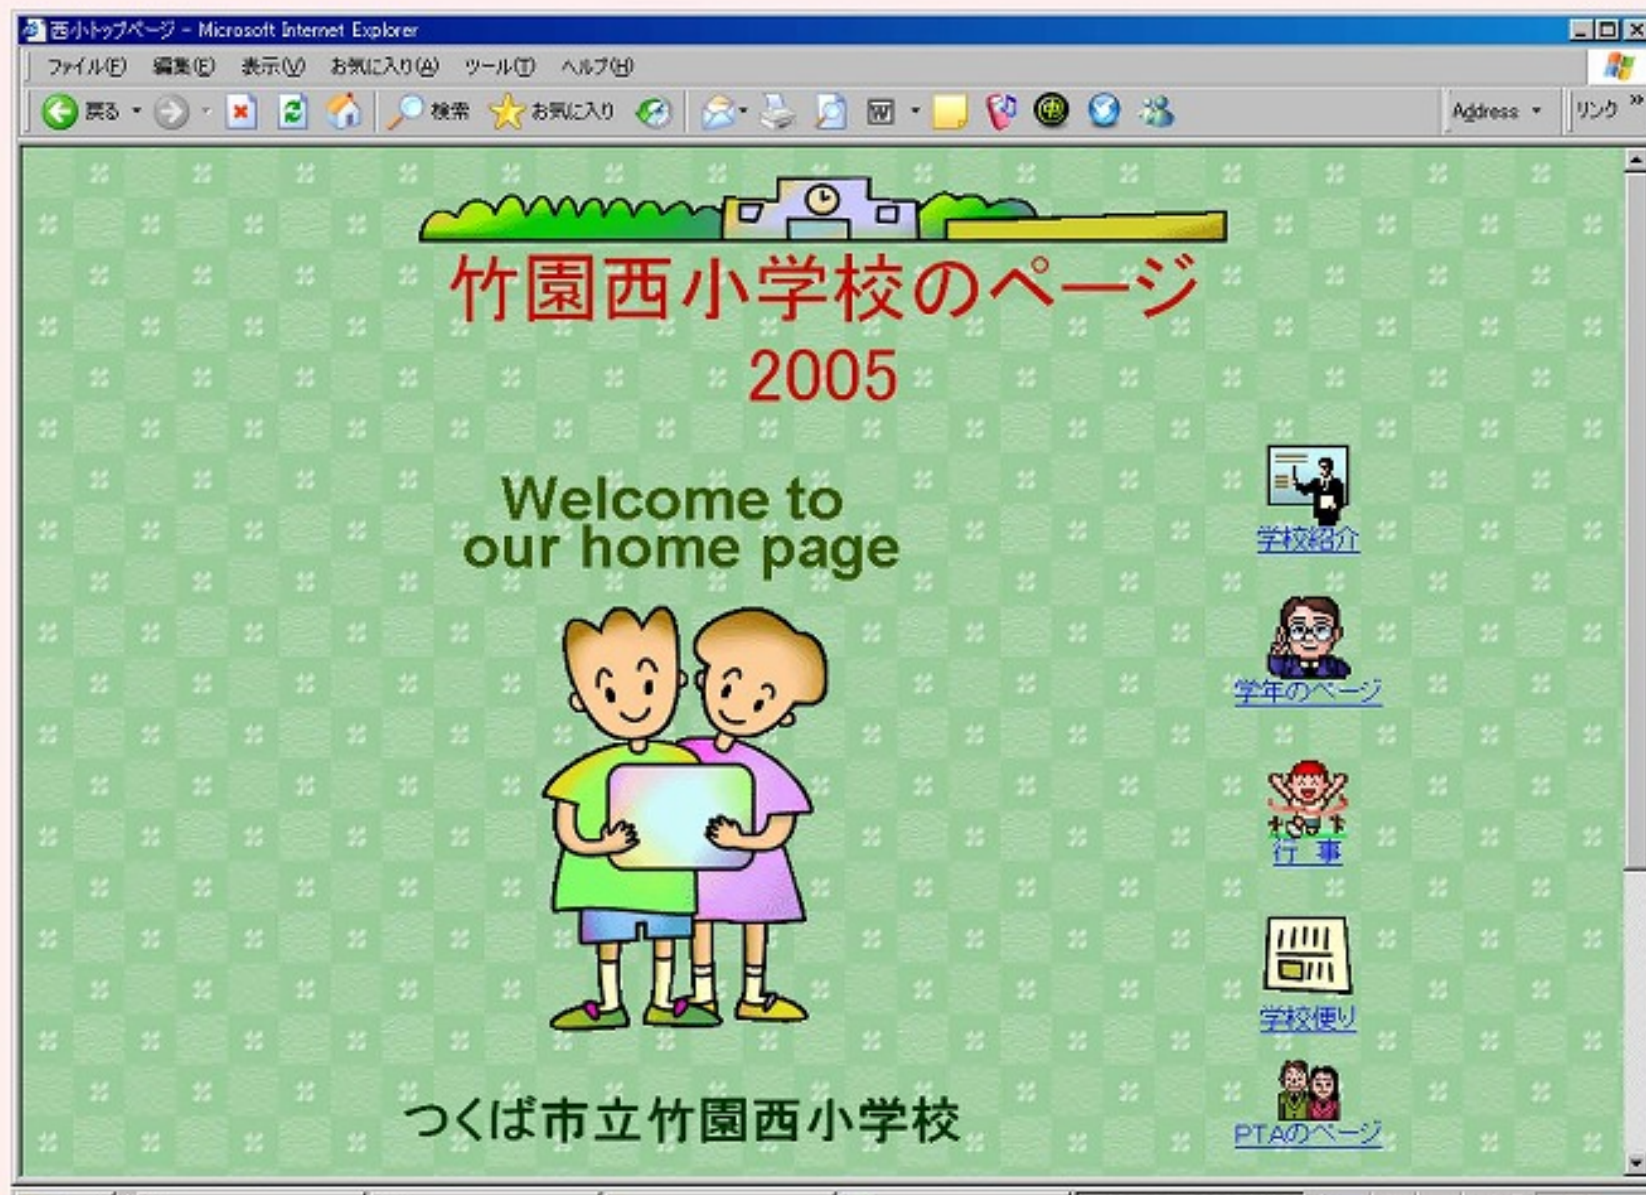 西小トップページ - Microsoft Internet Explorer
ファイル(F) 編集(E) 表示(V) お気に入り(A) ツール(T) ヘルプ(H)
戻る 検索 お気に入り Address リンク
竹園西小学校のページ
2005
Welcome to
our home page
学校紹介
学年のページ
行 事
学校便り
PTAのページ
つくば市立竹園西小学校